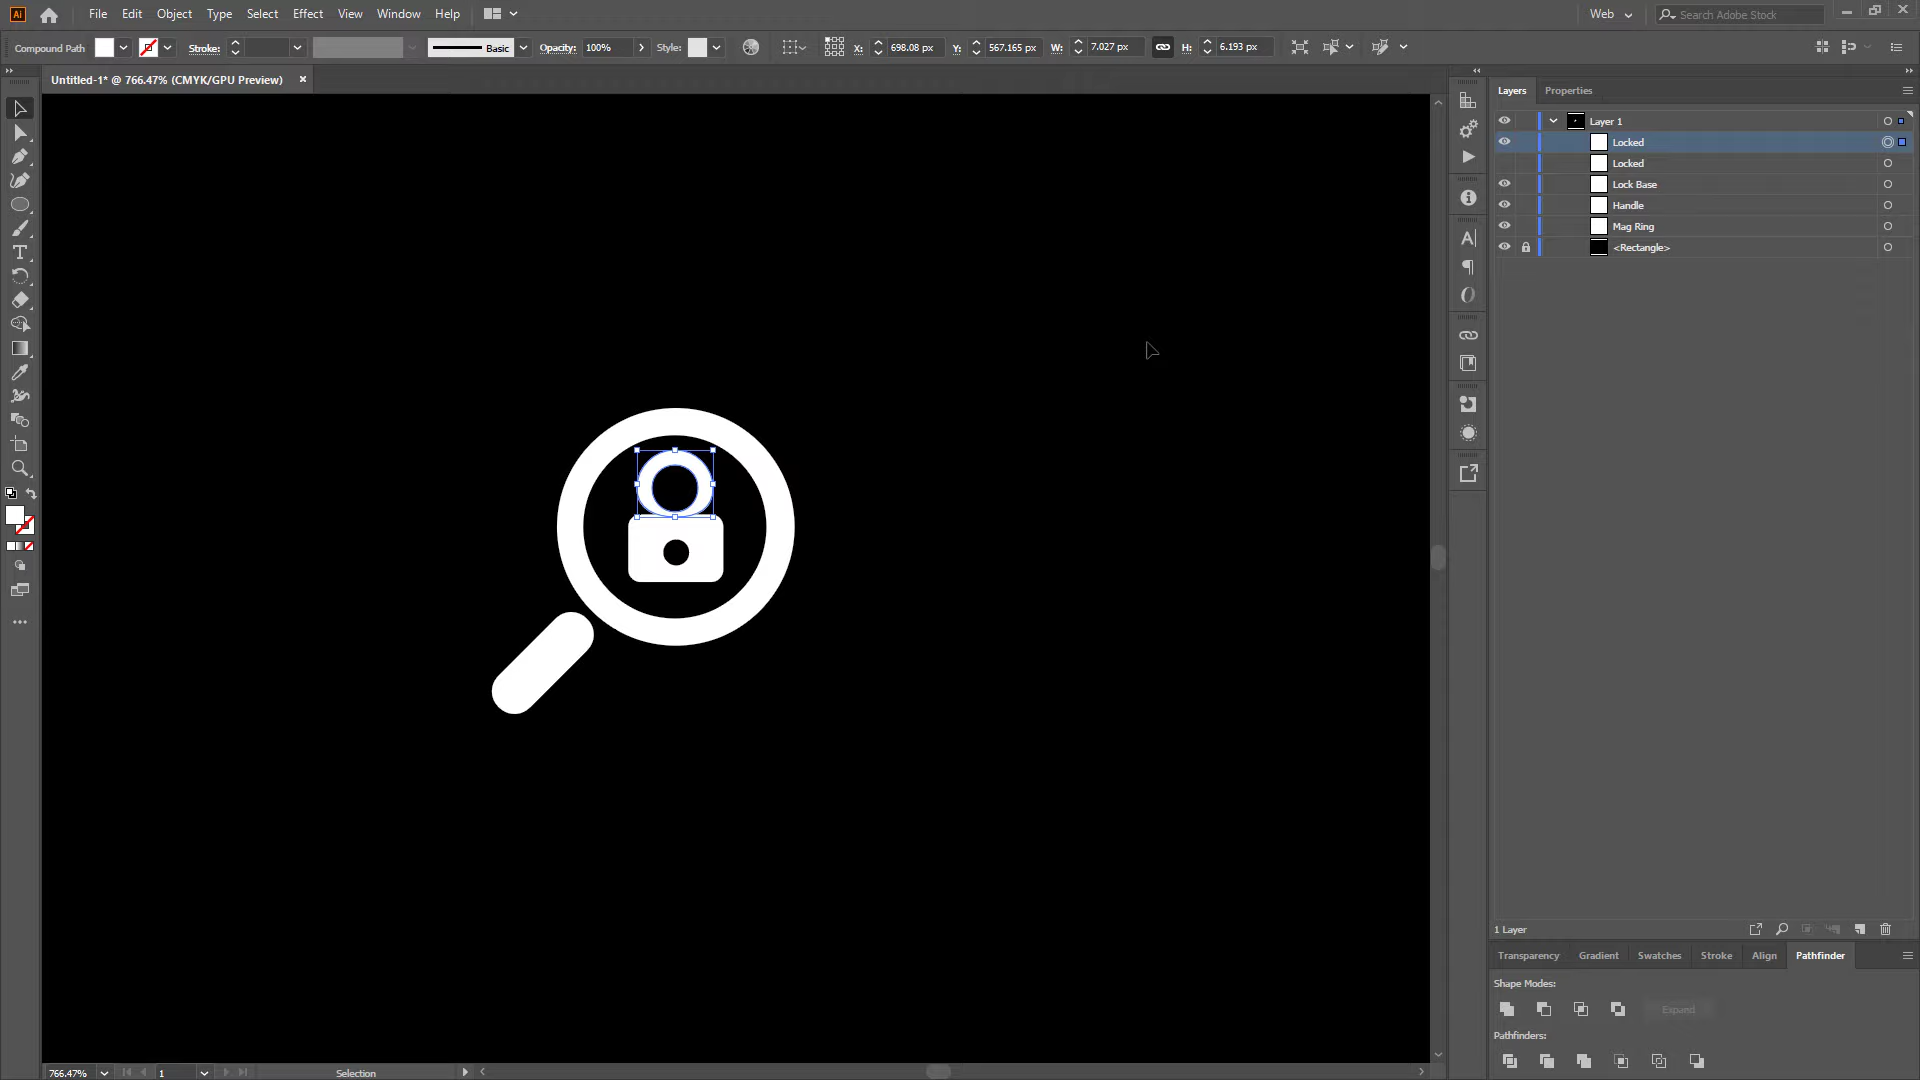 Ai File Edit Object Type Select Effect View Window Help Web Search Adobe Stock
Compound Path Stroke: Basic Opacity: 100% Style: X: 698.08 px Y: 567.165 px W: 7.027 px H: 6.193 px
Untitled-1* @ 766.47% (CMYK/GPU Preview)
Layers Properties
Layer 1
Locked
Locked
Lock Base
Handle
Mag Ring
<Rectangle>
1 Layer
Transparency Gradient Swatches Stroke Align Pathfinder
Shape Modes:
Expand
Pathfinders:
766.47% 1 Selection